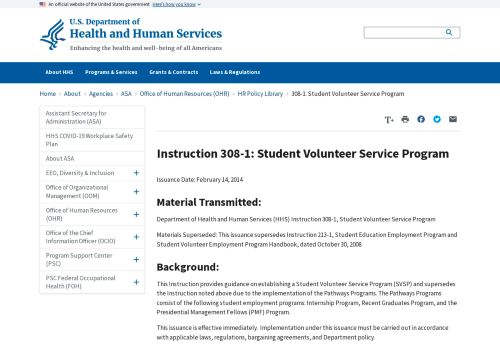 An official website of the United States government Here's how you know
U.S. Department of
Health and Human Services
Enhancing the health and well-being of all Americans
About HHS Programs & Services Grants & Contracts Laws & Regulations
Home > About > Agencies > ASA > Office of Human Resources (OHR) > HR Policy Library > 308-1: Student Volunteer Service Program
Assistant Secretary for
Administration (ASA)
HHS COVID-19 Workplace Safety
Plan
About ASA
EEO, Diversity & Inclusion +
Office of Organizational
Management (OOM) +
Office of Human Resources
(OHR) +
Office of the Chief
Information Officer (OCIO) +
Program Support Center
(PSC) +
PSC Federal Occupational
Health (FOH) +
T+
Instruction 308-1: Student Volunteer Service Program
Issuance Date: February 14, 2014
Material Transmitted:
Department of Health and Human Services (HHS) Instruction 308-1, Student Volunteer Service Program
Materials Superseded: This issuance supersedes Instruction 213-1, Student Education Employment Program and
Student Volunteer Employment Program Handbook, dated October 30, 2008
Background:
This Instruction provides guidance on establishing a Student Volunteer Service Program (SVSP) and supersedes
the Instruction noted above due to the implementation of the Pathways Programs. The Pathways Programs
consist of the following student employment programs: Internship Program, Recent Graduates Program, and the
Presidential Management Fellows (PMF) Program.
This issuance is effective immediately. Implementation under this issuance must be carried out in accordance
with applicable laws, regulations, bargaining agreements, and Department policy.